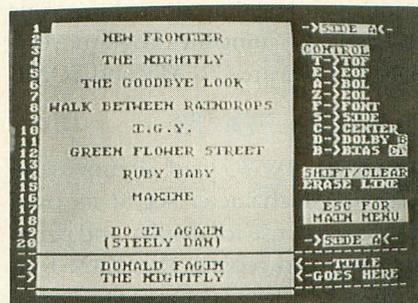 1
2
3
4
5
6
7
8
9
10
11
12
13
14
15
16
17
18
19
20
->
->
NEW FRONTIER
THE NIGHTFLY
THE GOODBYE LOOK
WALK BETWEEN RAINDROPS
I.G.Y.
GREEN FLOWER STREET
RUBY BABY
MAXINE
DO IT AGAIN
(STEELY DAN)
DONALD FAGIN
THE NIGHTFLY
->SIDE A<-
CONTROL
T->TOF
E->EOF
A->BOL
Z->EOL
F->FONT
S->SIDE
C->CENTER
D->DOLBY B
B->BIAS Cr
SHIFT/CLEAR
ERASE LINE
ESC FOR
MAIN MENU
->SIDE A<-
<---TITLE
<-GOES HERE